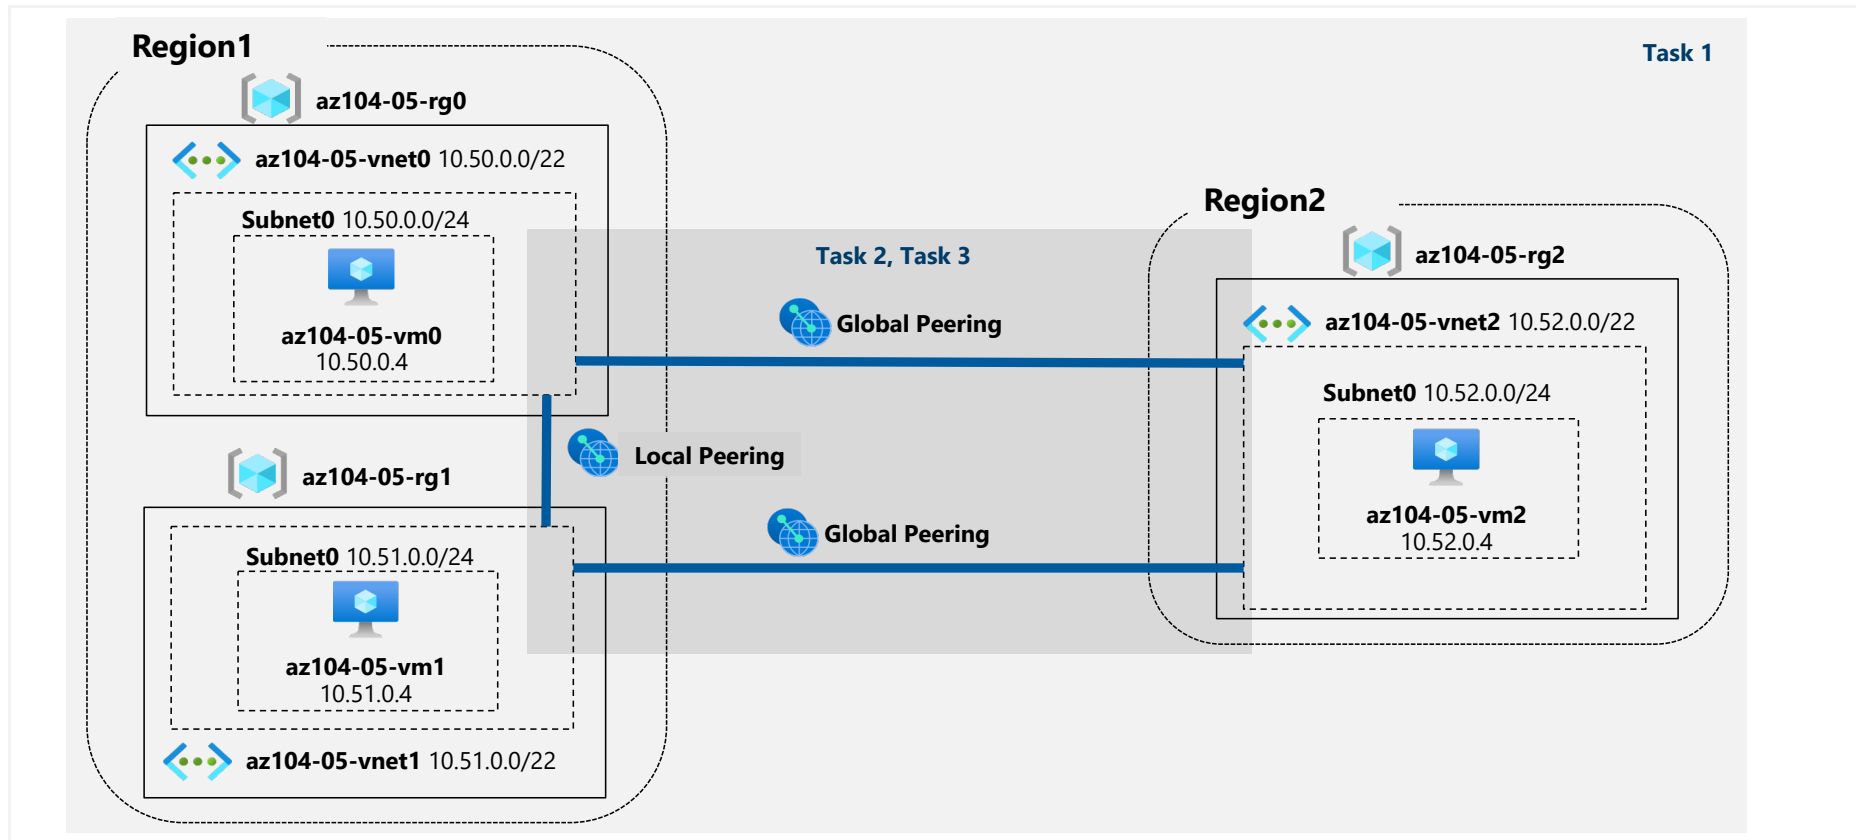 Region1
Task 1
az104-05-rg0
az104-05-vnet0 10.50.0.0/22
Subnet0 10.50.0.0/24
az104-05-vm0
10.50.0.4
Region2
Task 2, Task 3
az104-05-rg2
Global Peering
az104-05-vnet2 10.52.0.0/22
Subnet0 10.52.0.0/24
az104-05-vm2
10.52.0.4
Local Peering
az104-05-rg1
Global Peering
Subnet0 10.51.0.0/24
az104-05-vm1
10.51.0.4
az104-05-vnet1 10.51.0.0/22